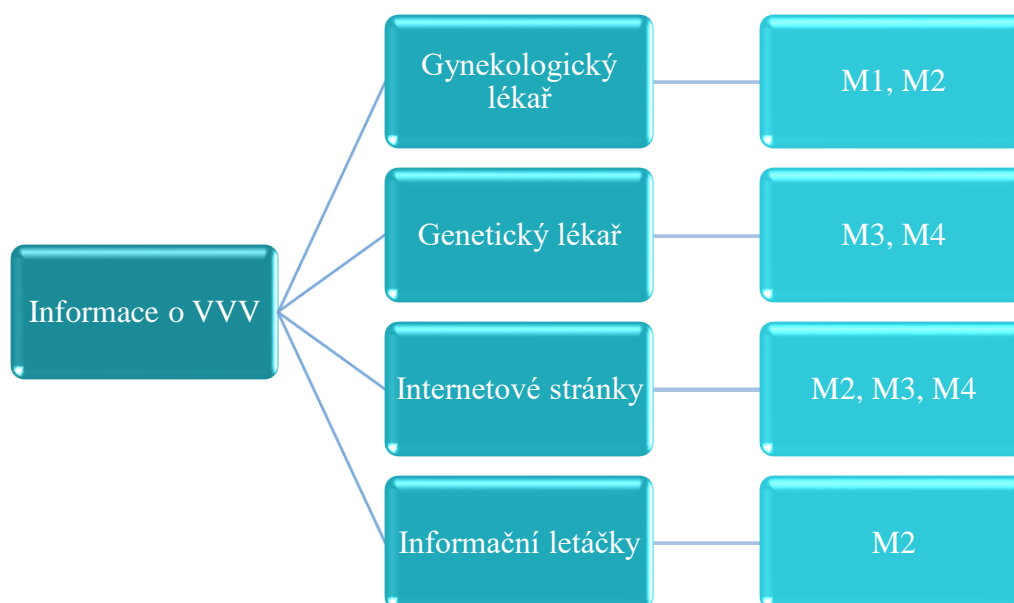 Informace o VVV
Gynekologický
lékař
M1, M2
Genetický lékař
M3, M4
Internetové stránky
M2, M3, M4
Informační letáčky
M2